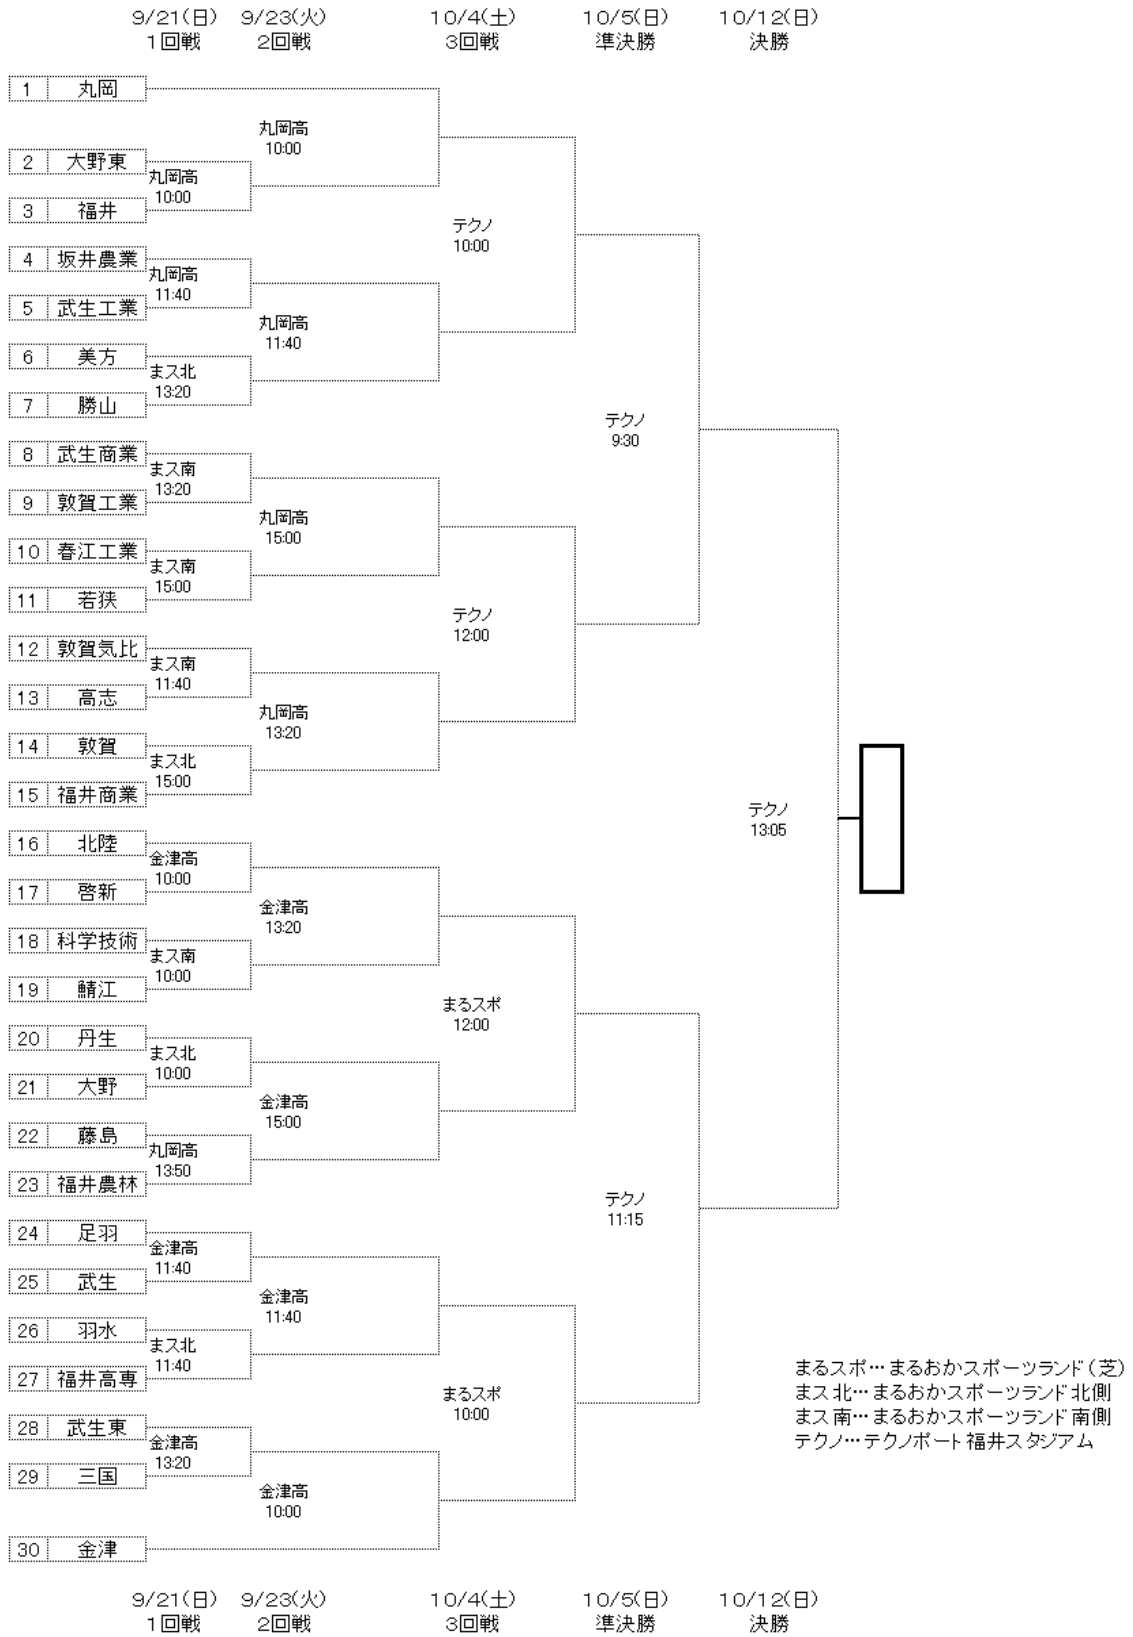 9/21(日) 9/23(火) 10/4(土) 10/5(日) 10/12(日)
1回戦 2回戦 3回戦 準決勝 決勝
1 丸岡
丸岡高
10:00
2 大野東
丸岡高
10:00
3 福井
テクノ
10:00
4 坂井農業
丸岡高
11:40
5 武生工業
丸岡高
11:40
6 美方
まス北
13:20
7 勝山
テクノ
9:30
8 武生商業
まス南
13:20
9 敦賀工業
丸岡高
15:00
10 春江工業
まス南
15:00
11 若狭
テクノ
12:00
12 敦賀気比
まス南
11:40
13 高志
丸岡高
13:20
14 敦賀
まス北
15:00
15 福井商業
テクノ
13:05
16 北陸
金津高
10:00
17 啓新
金津高
13:20
18 科学技術
まス南
10:00
19 鯖江
まるスポ
12:00
20 丹生
まス北
10:00
21 大野
金津高
15:00
22 藤島
丸岡高
13:50
23 福井農林
テクノ
11:15
24 足羽
金津高
11:40
25 武生
金津高
11:40
26 羽水
まス北
11:40
27 福井高専
まるスポ
10:00
28 武生東
金津高
13:20
29 三国
金津高
10:00
30 金津
まるスポ…まるおかスポーツランド(芝)
まス北…まるおかスポーツランド北側
まス南…まるおかスポーツランド南側
テクノ…テクノポート福井スタジアム
9/21(日) 9/23(火) 10/4(土) 10/5(日) 10/12(日)
1回戦 2回戦 3回戦 準決勝 決勝